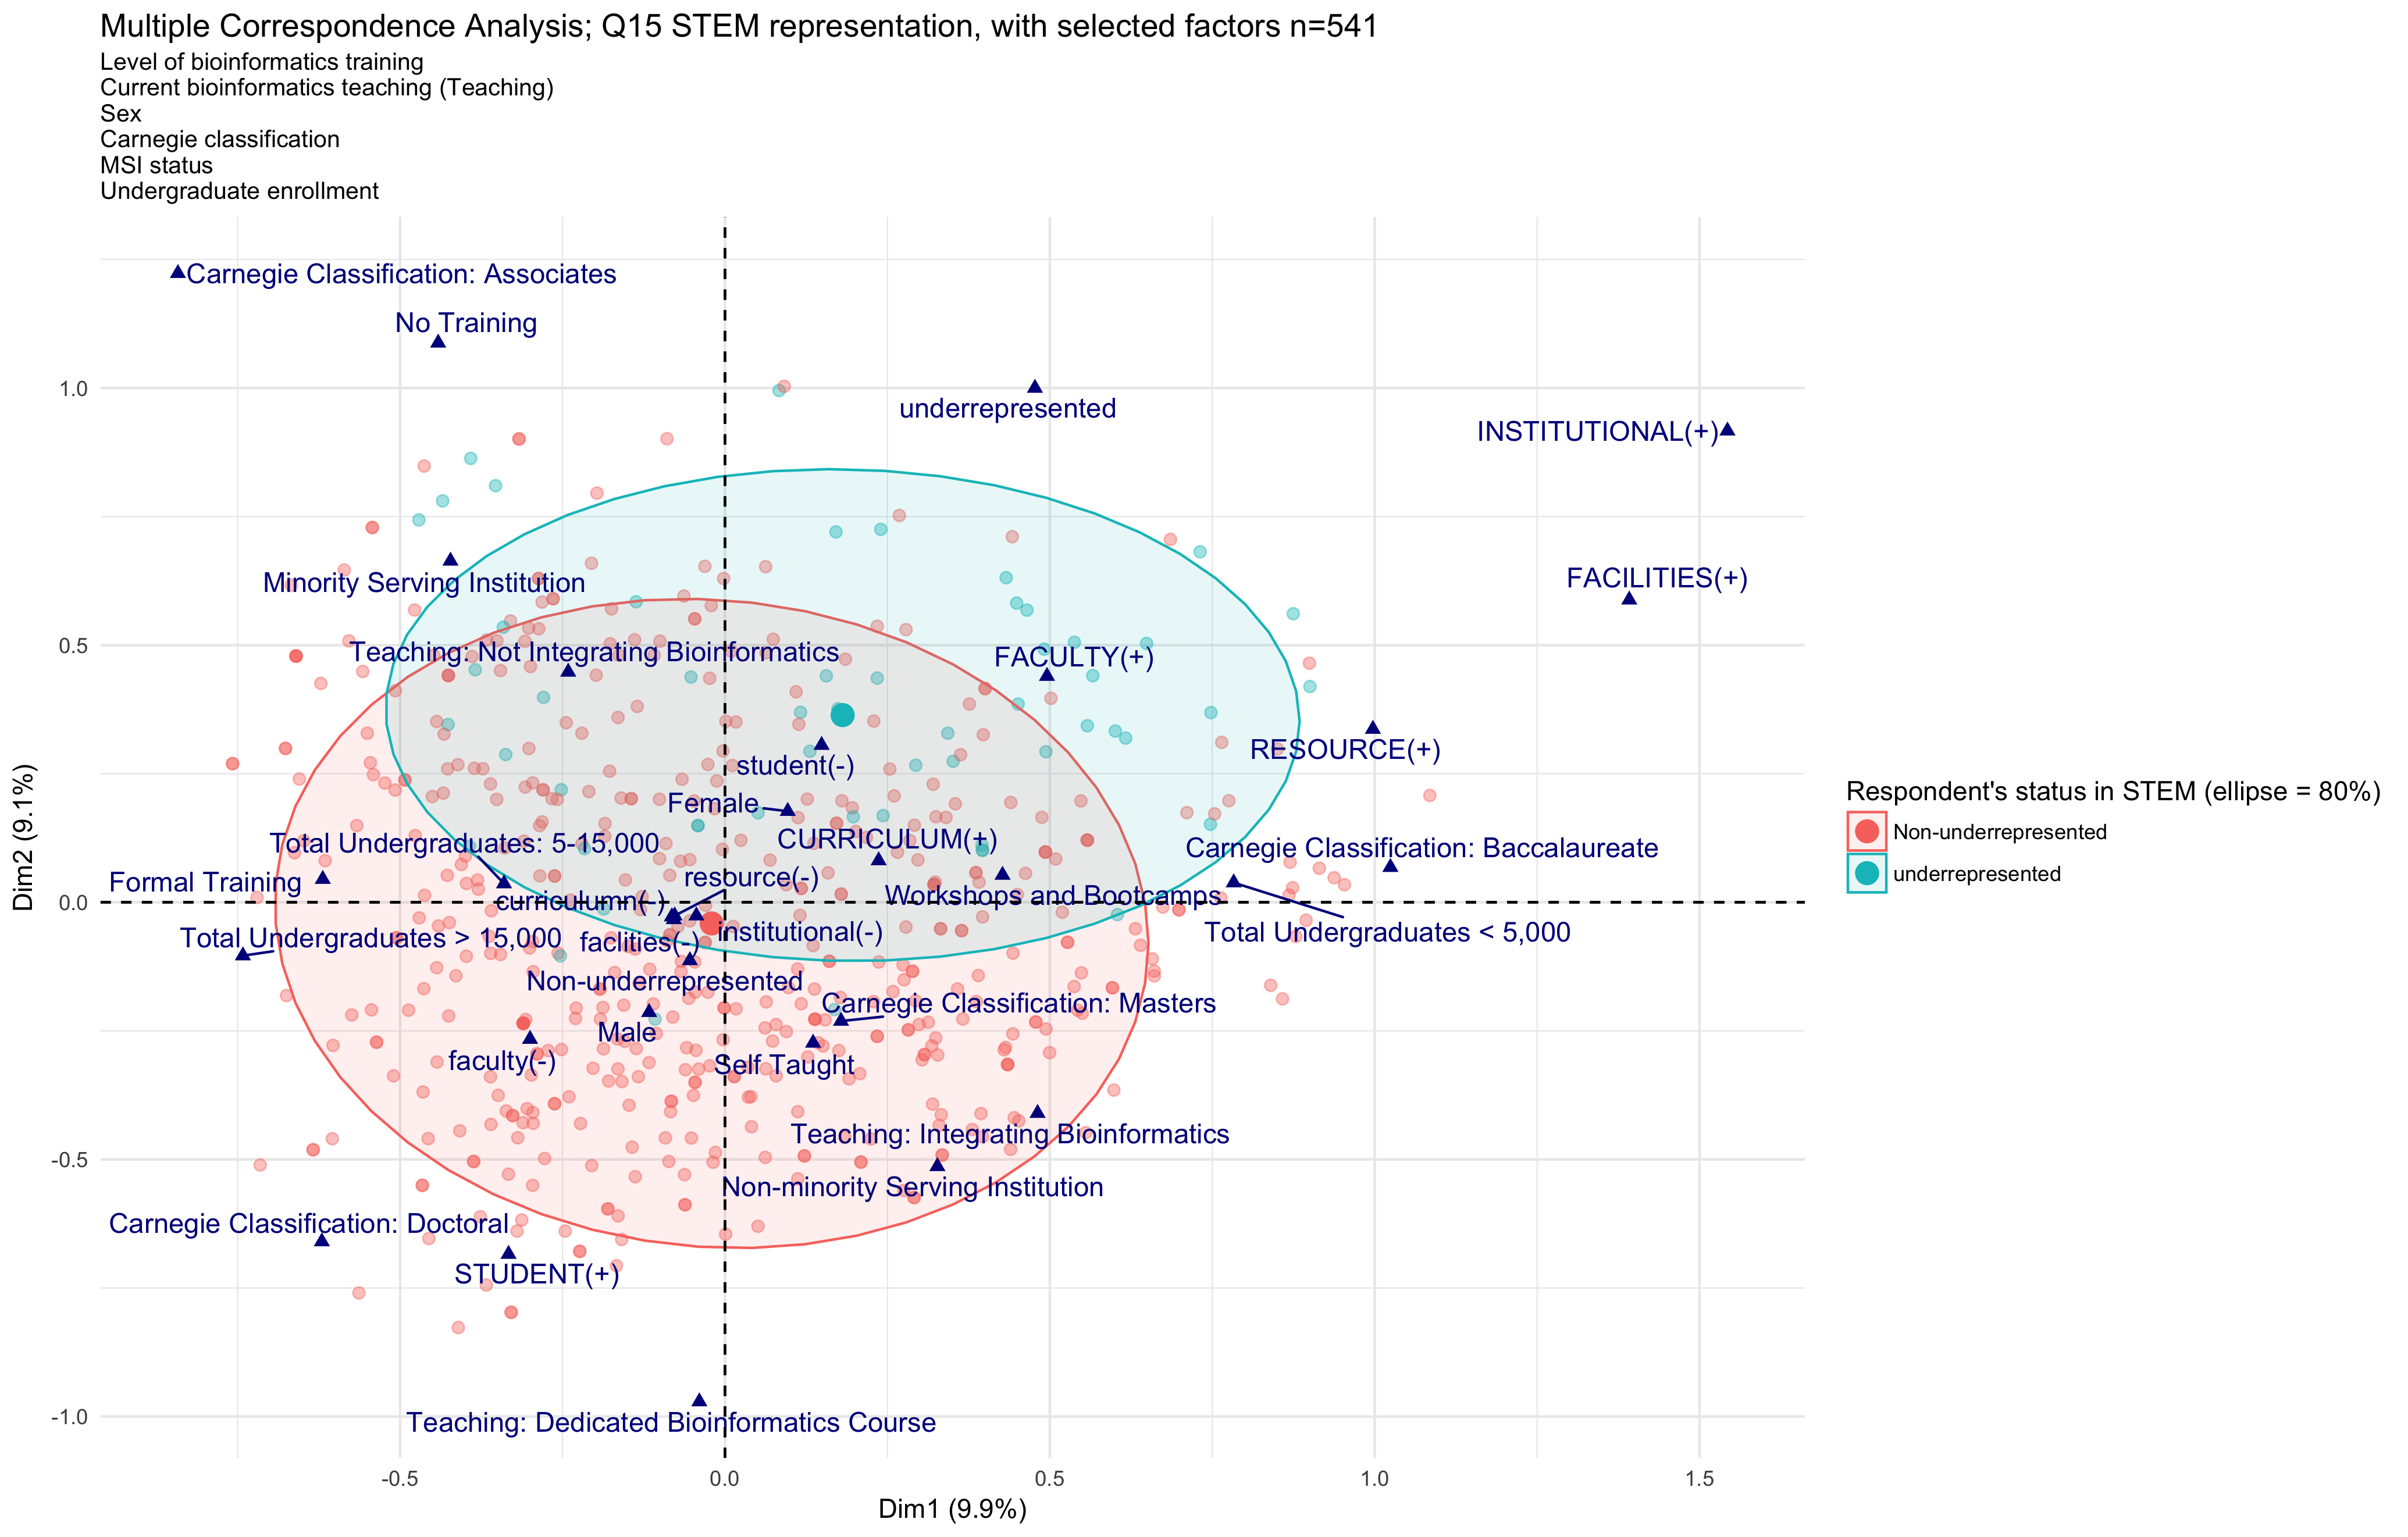 Multiple Correspondence Analysis; Q15 STEM representation, with selected factors n=541
Level of bioinformatics training
Current bioinformatics teaching (Teaching)
Sex
Carnegie classification
MSI status
Undergraduate enrollment
Carnegie Classification: Associates
No Training
underrepresented
INSTITUTIONAL(+)
FACILITIES(+)
Minority Serving Institution
Teaching: Not Integrating Bioinformatics
FACULTY(+)
RESOURCE(+)
student(-)
Female
CURRICULUM(+)
Total Undergraduates: 5-15,000
Carnegie Classification: Baccalaureate
resource(-)
Formal Training
Workshops and Bootcamps
curriculumn(-)
Total Undergraduates < 5,000
institutional(-)
Total Undergraduates > 15,000
faclities(-)
Non-underrepresented
Carnegie Classification: Masters
Male
faculty(-)
Self Taught
Teaching: Integrating Bioinformatics
Non-minority Serving Institution
Carnegie Classification: Doctoral
STUDENT(+)
Teaching: Dedicated Bioinformatics Course
1.0
0.5
0.0
-0.5
-1.0
Dim2 (9.1%)
-0.5
0.0
0.5
1.0
1.5
Dim1 (9.9%)
Respondent's status in STEM (ellipse = 80%)
Non-underrepresented
underrepresented